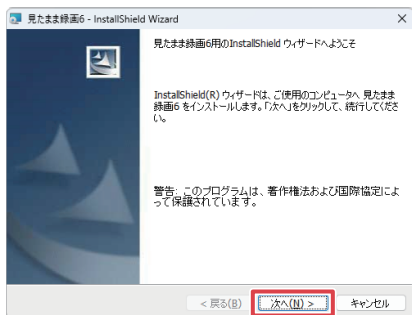 見たまま録画6 - InstallShield Wizard
見たまま録画6用のInstallShield ウィザードへようこそ
InstallShield(R) ウィザードは、ご使用のコンピュータへ 見たまま
録画6 をインストールします。「次へ」をクリックして、続行してくださ
い。
警告: このプログラムは、著作権法および国際協定によ
って保護されています。
< 戻る(B)
次へ(N) >
キャンセル